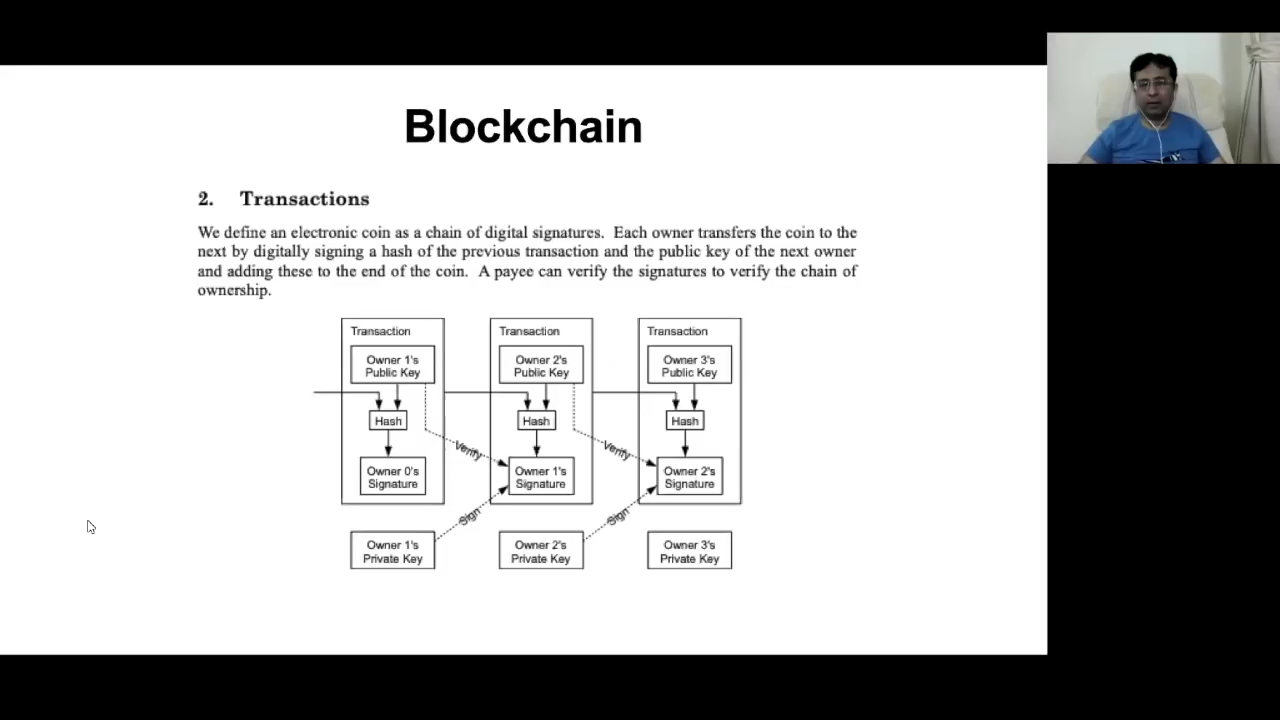 Blockchain
2. Transactions
We define an electronic coin as a chain of digital signatures. Each owner transfers the coin to the
next by digitally signing a hash of the previous transaction and the public key of the next owner
and adding these to the end of the coin. A payee can verify the signatures to verify the chain of
ownership.
Transaction
Owner 1's
Public Key
Hash
Owner 0's
Signature
Transaction
Owner 2's
Public Key
Hash
Owner 1's
Signature
Transaction
Owner 3's
Public Key
Hash
Owner 2's
Signature
Verify
Verify
Sign
Sign
Owner 1's
Private Key
Owner 2's
Private Key
Owner 3's
Private Key